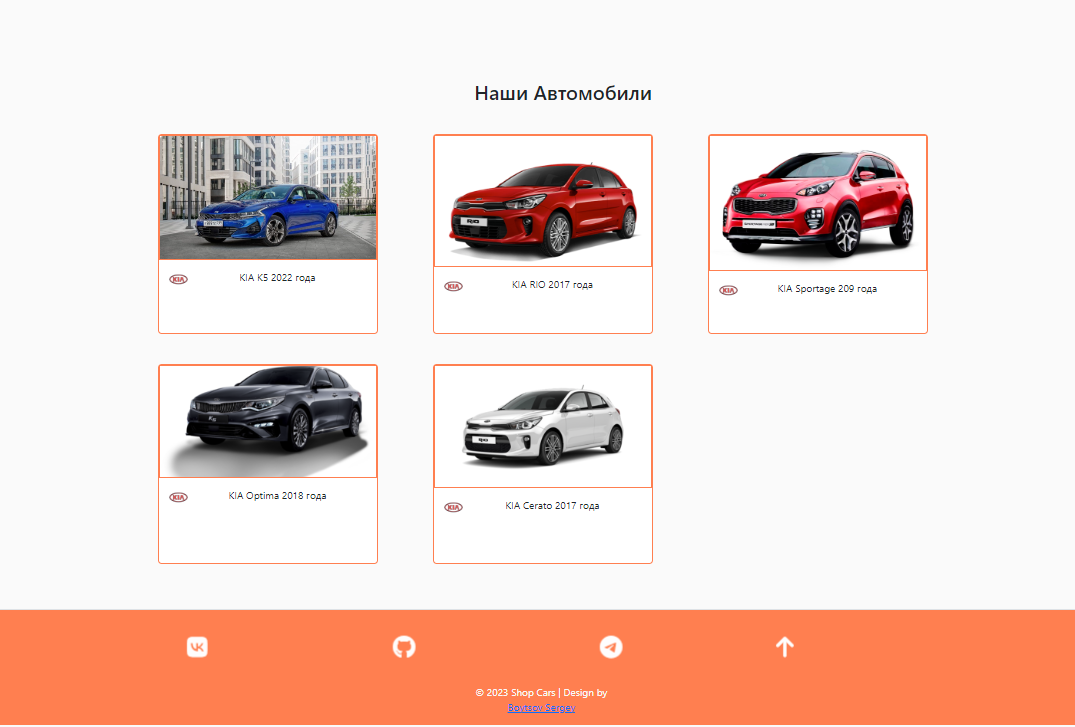 Наши Автомобили
KIA K5 2022 года
KIA RIO 2017 года
KIA Sportage 209 года
KIA
KIA
KIA
KIA Optima 2018 года
KIA Cerato 2017 года
KIA
KIA
© 2023 Shop Cars | Design by
Bovtsov Sergey